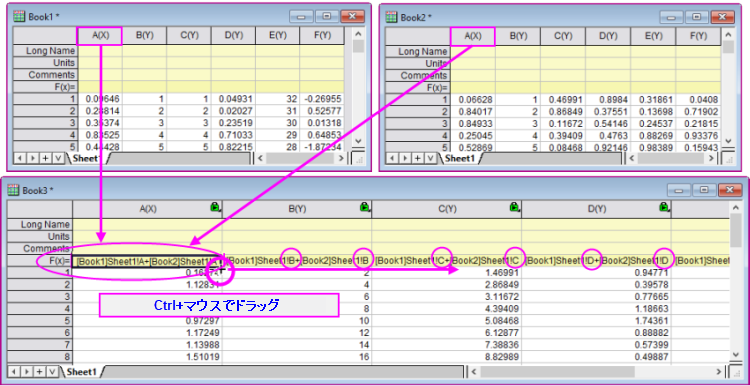 Book1 *
A(X) B(Y) C(Y) D(Y) E(Y) F(Y)
Long Name
Units
Comments
F(x)=
1 0.09646 1 1 0.04931 32 -0.26955
2 2 2 0.02027 31 0.52577
3 3 3 0.23519 30 0.01318
4 4 4 0.71033 29 0.64853
5 5 5 0.82215 28 -1.87234
Sheet1
Book2 *
A(X) B(Y) C(Y) D(Y) E(Y) F(Y)
Long Name
Units
Comments
F(x)=
1 0.06628 1 0.46991 0.8984 0.31861 0.0408
2 0.84017 2 0.86849 0.37551 0.13698 0.71902
3 0.84933 3 0.11672 0.54146 0.24537 0.21815
4 0.25045 4 0.39409 0.4763 0.88269 0.93376
5 0.52869 5 0.08468 0.92146 0.98389 0.15943
Sheet1
Book3 *
A(X) B(Y) C(Y) D(Y)
Long Name
Units
Comments
F(x)= [Book1]Sheet1!A+[Book2]Sheet1!A [Book1]Sheet1!B+[Book2]Sheet1!B [Book1]Sheet1!C+[Book2]Sheet1!C [Book1]Sheet1!D+[Book2]Sheet1!D [Book1]Sheet1!
1 2 1.46991 0.94771
2 1.12831 4 2.86849 0.39578
3 6 3.11672 0.77665
4 8 4.39409 1.18663
Ctrl+マウスでドラッグ
5 0.97297 10 5.08468 1.74361
6 1.17249 12 6.12877 0.88882
7 1.13988 14 7.38836 0.57399
8 1.51019 16 8.82989 0.49887
Sheet1